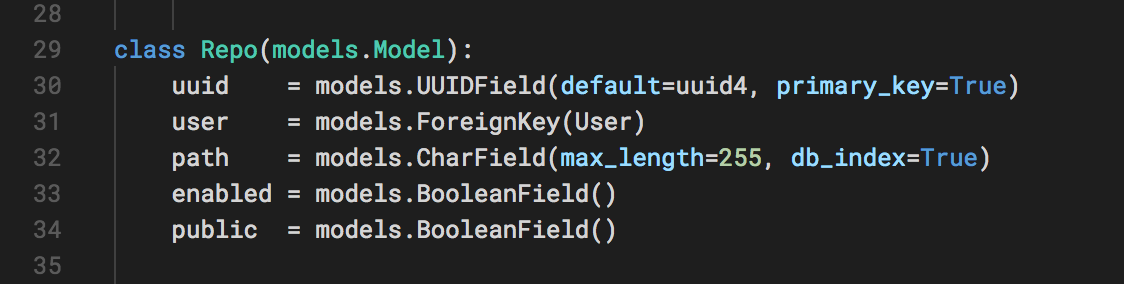 28
29 class Repo(models.Model):
30 uuid    = models.UUIDField(default=uuid4, primary_key=True)
31 user    = models.ForeignKey(User)
32 path    = models.CharField(max_length=255, db_index=True)
33 enabled = models.BooleanField()
34 public  = models.BooleanField()
35